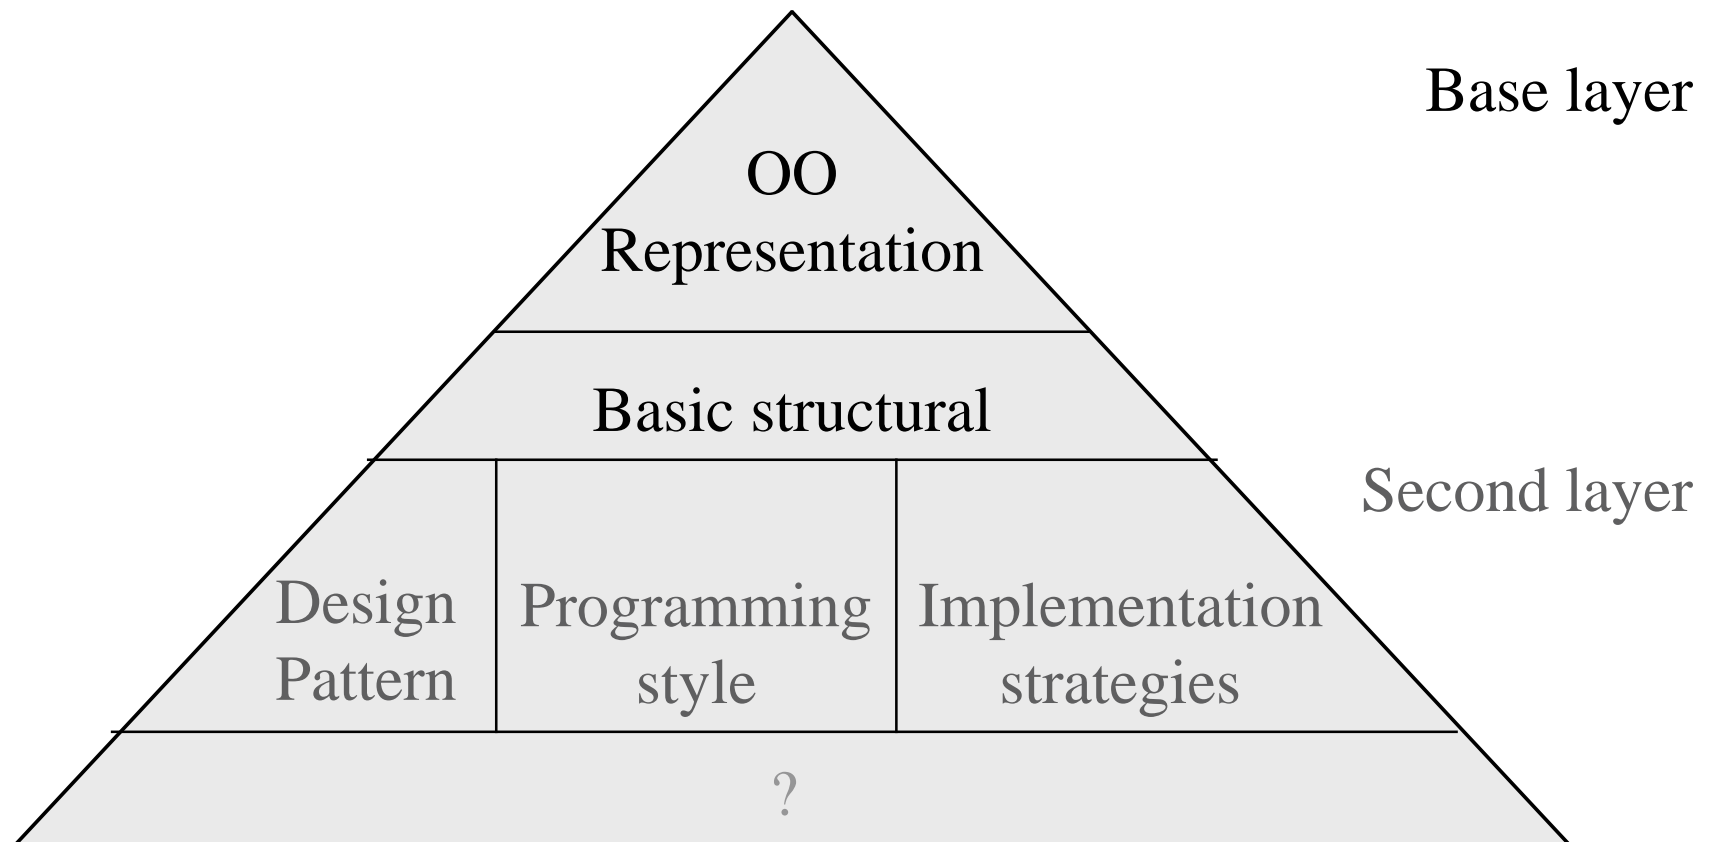 Base layer
OO
Representation
Basic structural
Second layer
Design
Pattern
Programming
style
Implementation
strategies
?